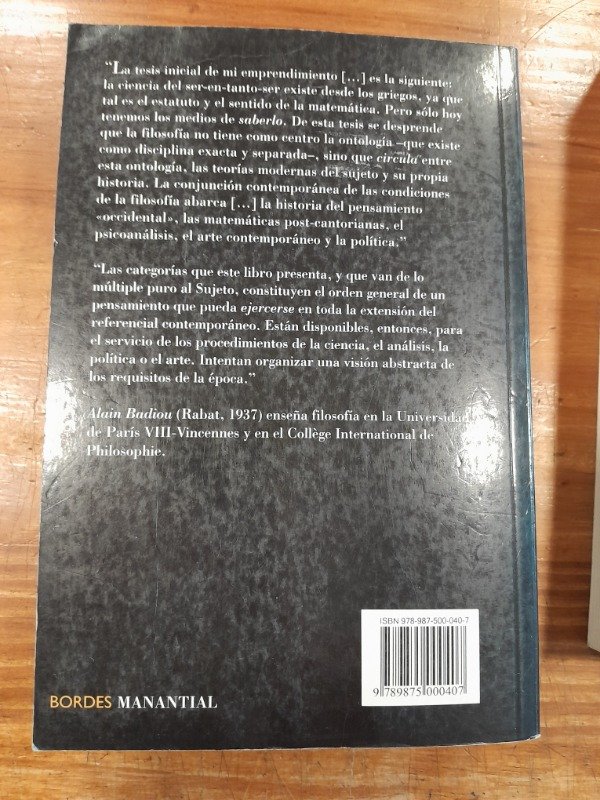 “La tesis inicial de mi emprendimiento [...] es la siguiente:
la ciencia del ser-en-tanto-ser existe desde los griegos, ya que
tal es el estatuto y el sentido de la matemática. Pero sólo hoy
tenemos los medios de saberlo. De esta tesis se desprende
que la filosofía no tiene como centro la ontología –que existe
como disciplina exacta y separada–, sino que circula entre
esta ontología, las teorías modernas del sujeto y su propia
historia. La conjunción contemporánea de las condiciones
de la filosofía abarca [...] la historia del pensamiento
«occidental», las matemáticas post-cantorianas, el
psicoanálisis, el arte contemporáneo y la política.”
“Las categorías que este libro presenta, y que van de lo
múltiple puro al Sujeto, constituyen el orden general de un
pensamiento que pueda ejercerse en toda la extensión del
referencial contemporáneo. Están disponibles, entonces, para
el servicio de los procedimientos de la ciencia, el análisis, la
política o el arte. Intentan organizar una visión abstracta de
los requisitos de la época.”
Alain Badiou (Rabat, 1937) enseña filosofía en la Universidad
de París VIII-Vincennes y en el Collège International de
Philosophie.
ISBN 978-987-500-040-7
9 789875 000407
BORDES MANANTIAL